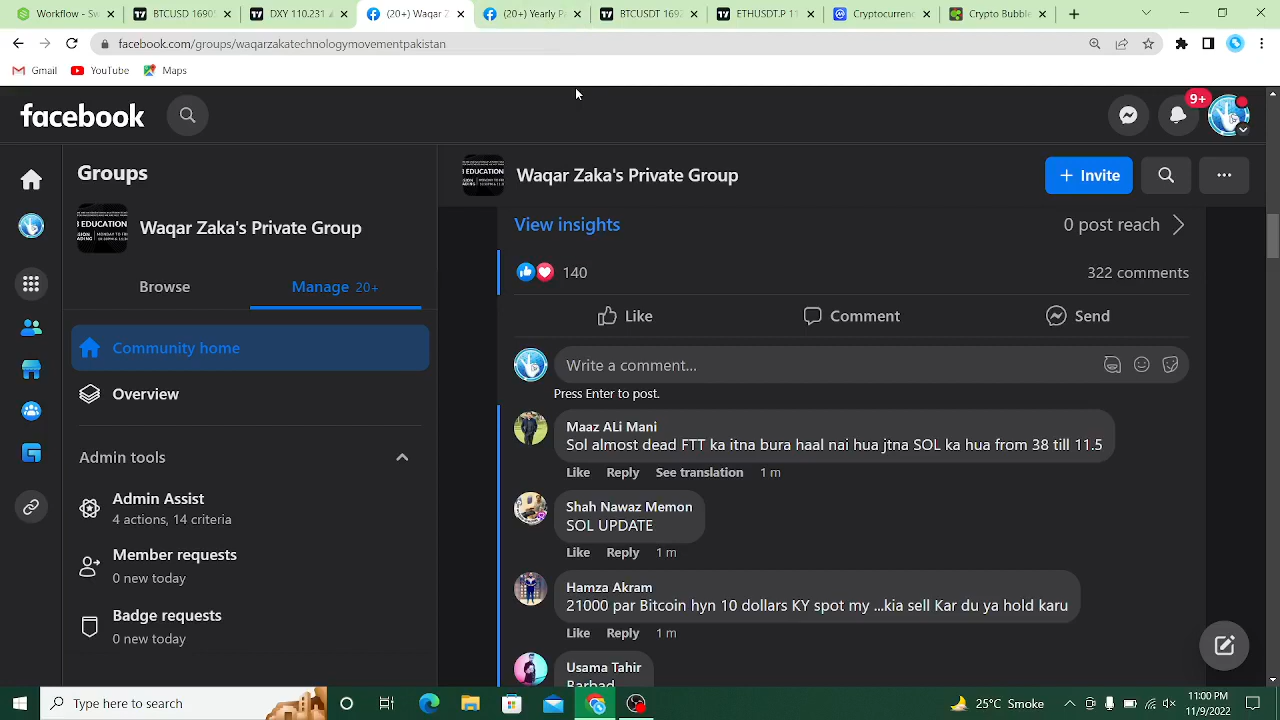 Workflow - S
BTCUSD 1690
DXY 110.231
(20+) Waqar Z
(20+) Yearly Pa
BTCUSDT 169
ETHUSDT.P 11
Cryptocurrenc
Crypto Bubble
facebook.com/groups/waqarzakatechnologymovementpakistan
Gmail
YouTube
Maps
facebook
9+
Groups
Waqar Zaka's Private Group
Invite
Waqar Zaka's Private Group
Browse
Manage 20+
Community home
Overview
Admin tools
Admin Assist
4 actions, 14 criteria
Member requests
0 new today
Badge requests
0 new today
View insights
0 post reach
140
322 comments
Like
Comment
Send
Write a comment...
Press Enter to post.
Maaz ALi Mani
Sol almost dead FTT ka itna bura haal nai hua jtna SOL ka hua from 38 till 11.5
Like Reply See translation 1 m
Shah Nawaz Memon
SOL UPDATE
Like Reply 1 m
Hamza Akram
21000 par Bitcoin hyn 10 dollars KY spot my ...kia sell Kar du ya hold karu
Like Reply 1 m
Usama Tahir
Type here to search
25°C Smoke
11:00 PM
11/9/2022